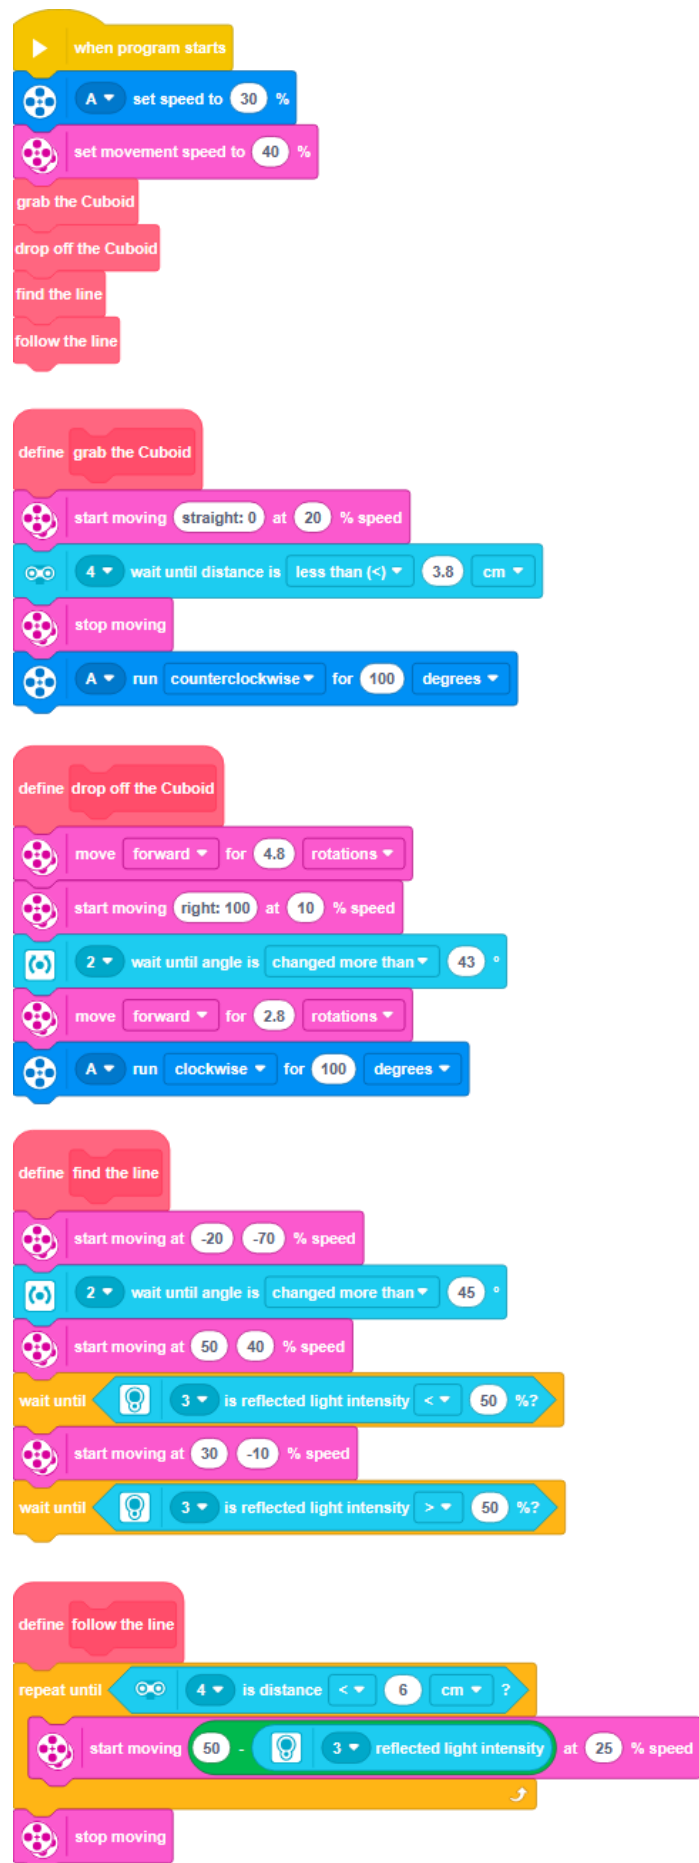 when program starts
A set speed to 30 %
set movement speed to 40 %
grab the Cuboid
drop off the Cuboid
find the line
follow the line
define grab the Cuboid
start moving straight: 0 at 20 % speed
4 wait until distance is less than (<) 3.8 cm
stop moving
A run counterclockwise for 100 degrees
define drop off the Cuboid
move forward for 4.8 rotations
start moving right: 100 at 10 % speed
2 wait until angle is changed more than 43 °
move forward for 2.8 rotations
A run clockwise for 100 degrees
define find the line
start moving at -20 -70 % speed
2 wait until angle is changed more than 45 °
start moving at 50 40 % speed
wait until 3 is reflected light intensity < 50 %?
start moving at 30 -10 % speed
wait until 3 is reflected light intensity > 50 %?
define follow the line
repeat until 4 is distance < 6 cm ?
start moving 50 - 3 reflected light intensity at 25 % speed
stop moving